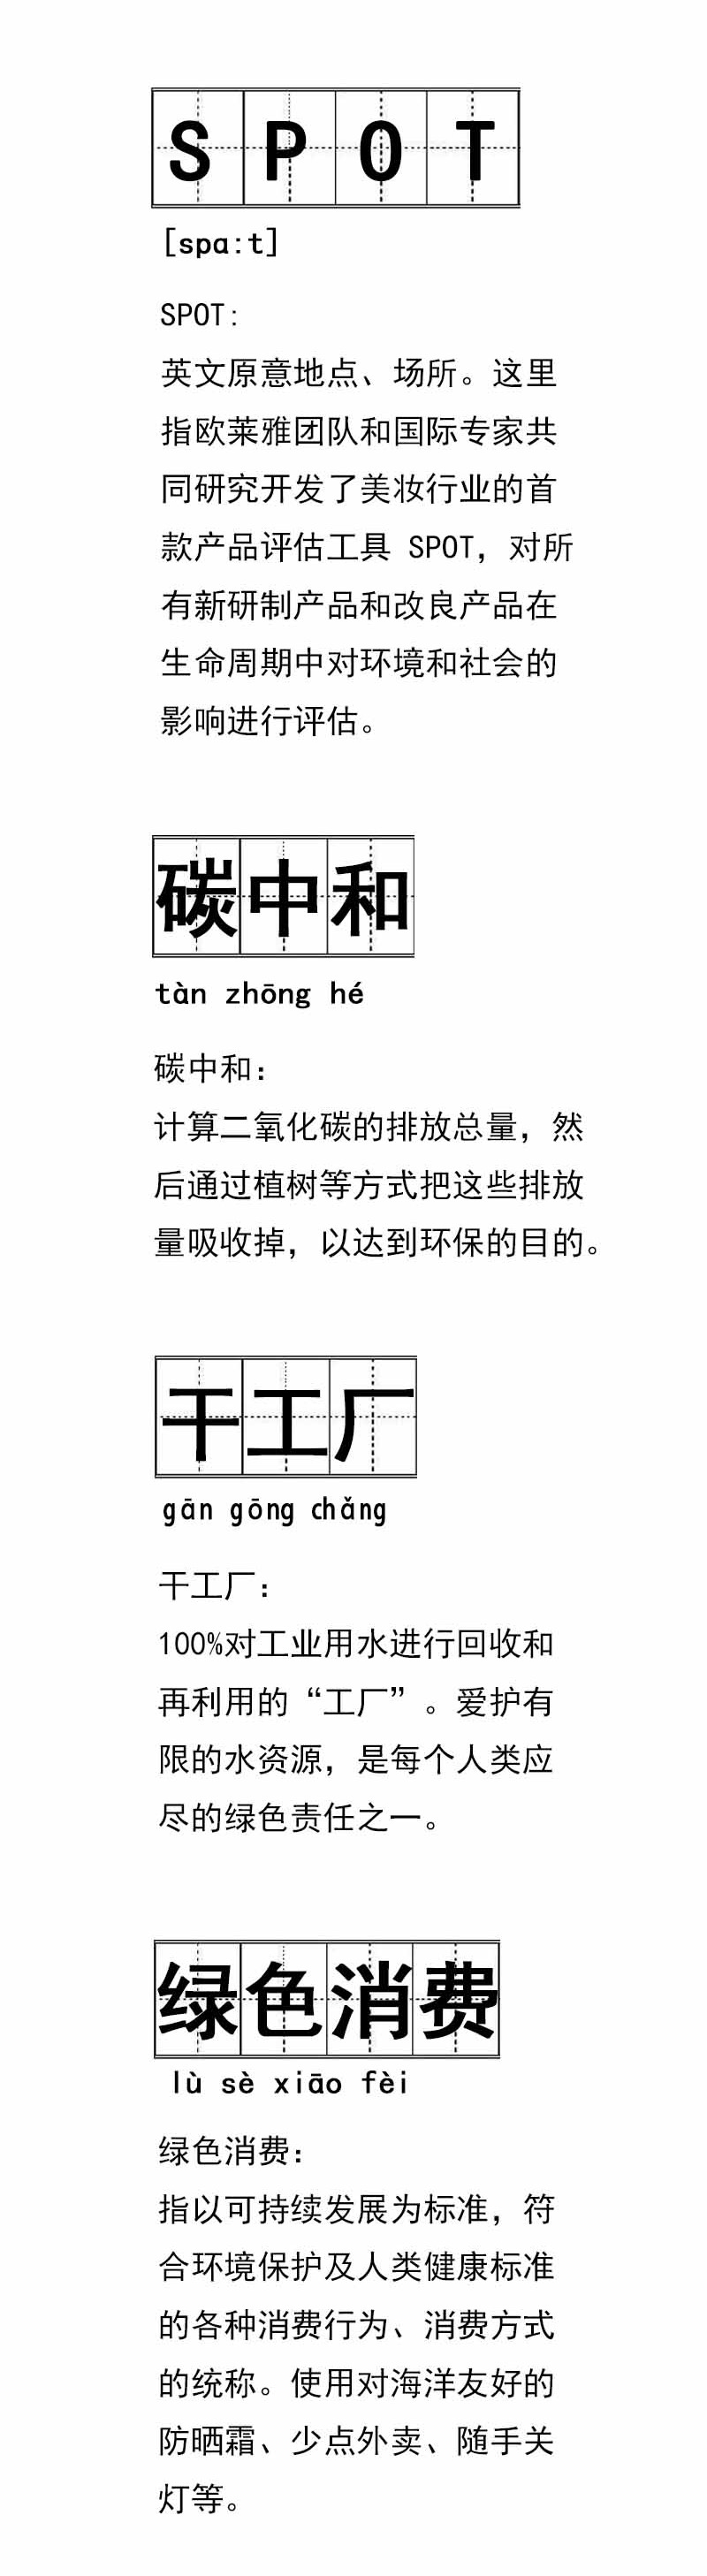 SPOT
[spɑ:t]
SPOT:
英文原意地点、场所。这里
指欧莱雅团队和国际专家共
同研究开发了美妆行业的首
款产品评估工具 SPOT，对所
有新研制产品和改良产品在
生命周期中对环境和社会的
影响进行评估。
碳中和
tàn zhōng hé
碳中和：
计算二氧化碳的排放总量，然
后通过植树等方式把这些排放
量吸收掉，以达到环保的目的。
干工厂
gān gōng chǎng
干工厂：
100%对工业用水进行回收和
再利用的“工厂”。爱护有
限的水资源，是每个人类应
尽的绿色责任之一。
绿色消费
lù sè xiāo fèi
绿色消费：
指以可持续发展为标准，符
合环境保护及人类健康标准
的各种消费行为、消费方式
的统称。使用对海洋友好的
防晒霜、少点外卖、随手关
灯等。